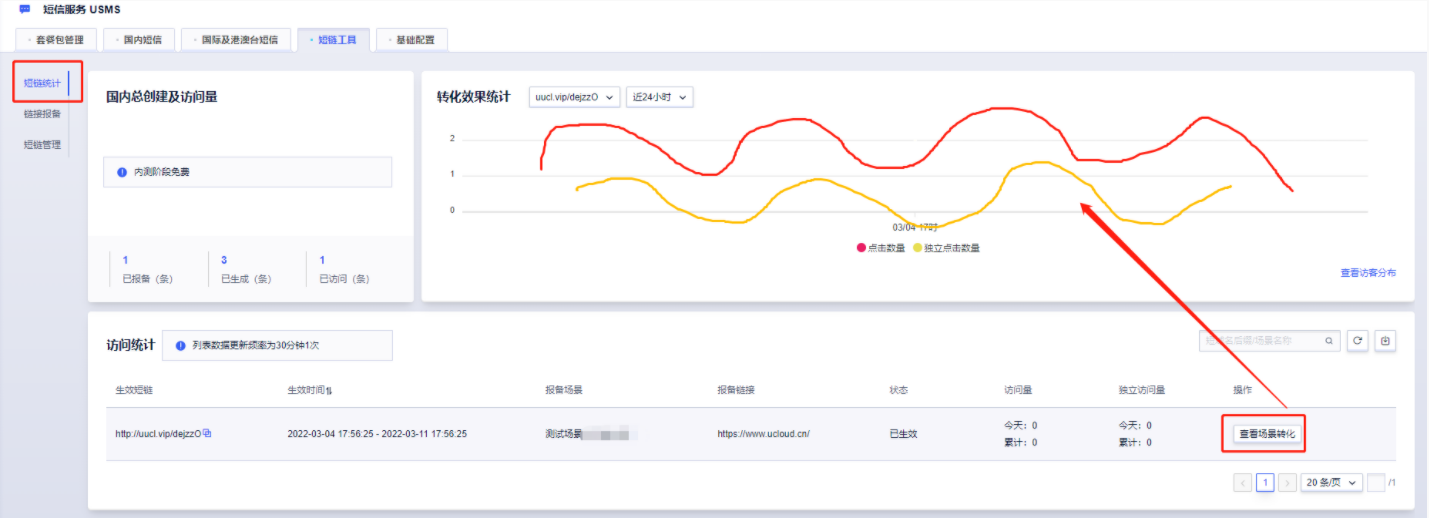 短信服务 USMS
套餐包管理
国内短信
国际及港澳台短信
短链工具
基础配置
短链统计
链接报备
短链管理
国内总创建及访问量
内测阶段免费
1
已报备（条）
3
已生成（条）
1
已访问（条）
转化效果统计
uucl.vip/dejzzO
近24小时
2
1
0
03/04 17时
点击数量
独立点击数量
查看访客分布
访问统计
列表数据更新频率为30分钟1次
生效短链
生效时间
报备场景
报备链接
状态
访问量
独立访问量
操作
http://uucl.vip/dejzzO
2022-03-04 17:56:25 - 2022-03-11 17:56:25
测试场景
https://www.ucloud.cn/
已生效
今天：0
累计：0
今天：0
累计：0
查看场景转化
1
20 条/页
/1